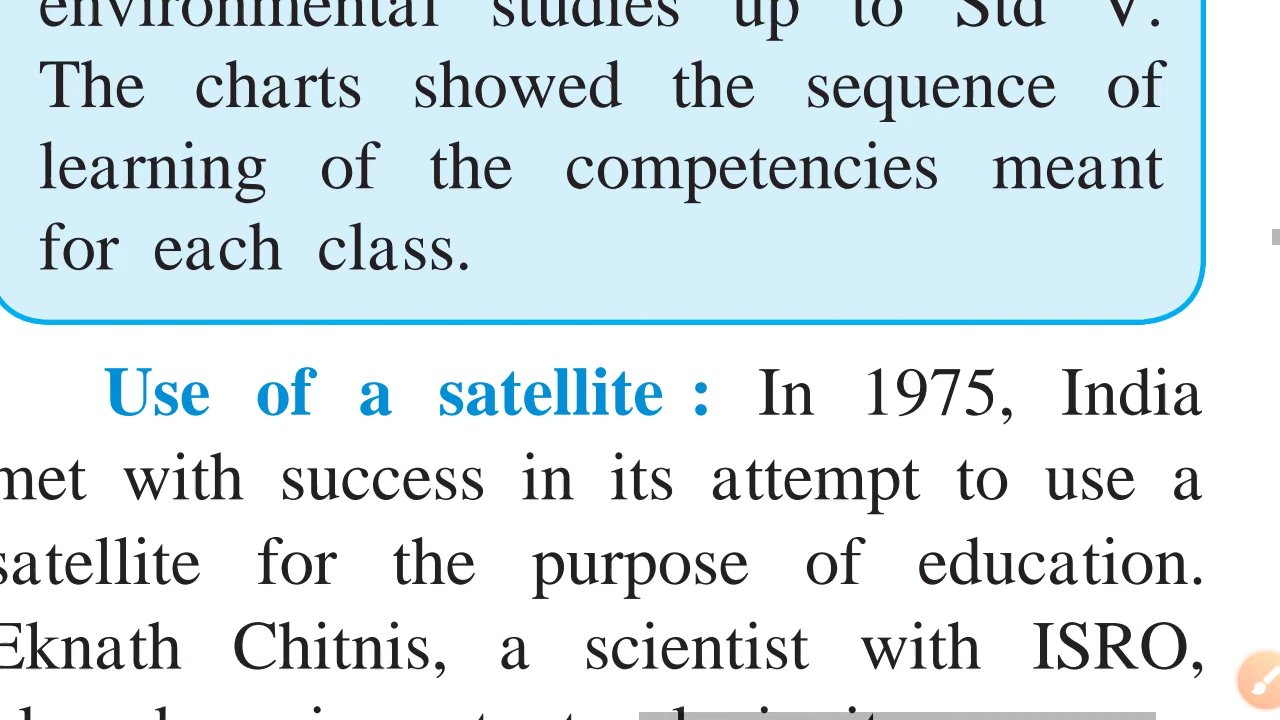 environmental studies up to Std V.
The charts showed the sequence of
learning of the competencies meant
for each class.
Use of a satellite : In 1975, India
met with success in its attempt to use a
satellite for the purpose of education.
Eknath Chitnis, a scientist with ISRO,